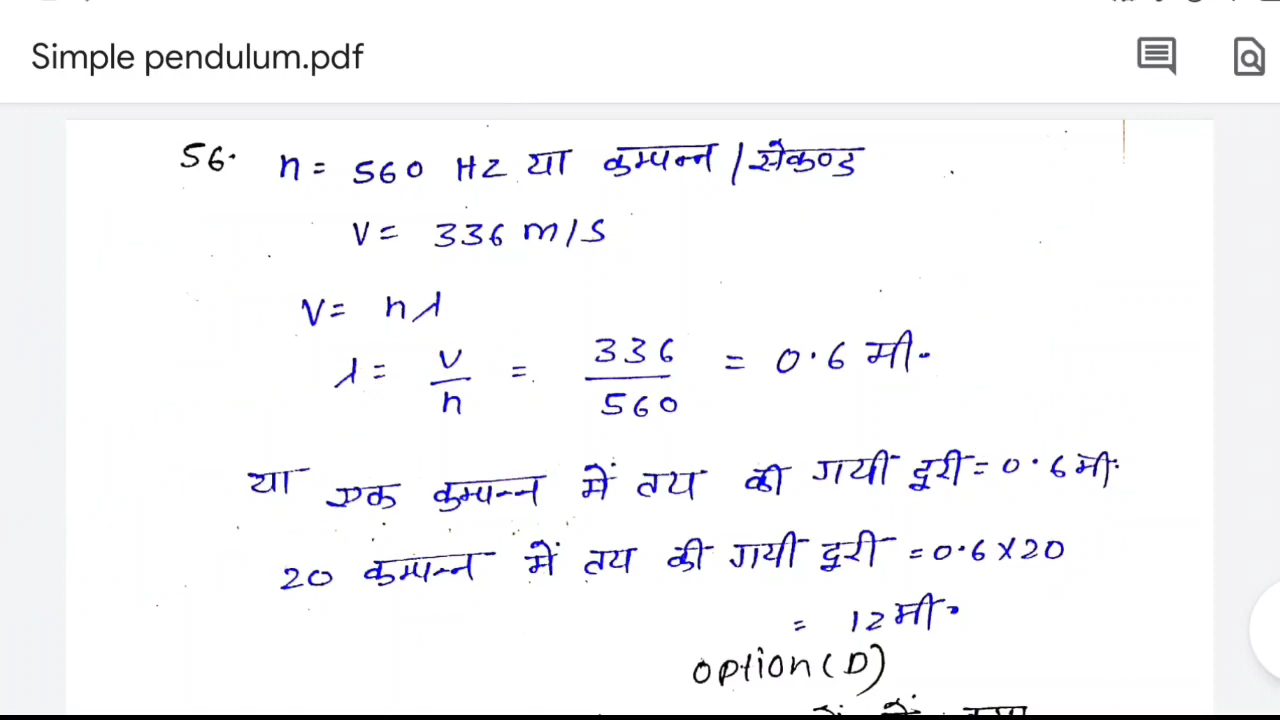 Simple pendulum.pdf
56. n = 560 Hz या कम्पन्न / सेकण्ड
V = 336 m/s
V = nλ
λ = v/n = 336/560 = 0.6 मी.
या एक कम्पन्न में तय की गयी दूरी = 0.6 मी.
20 कम्पन्न में तय की गयी दूरी = 0.6 X 20
= 12 मी.
option (D)